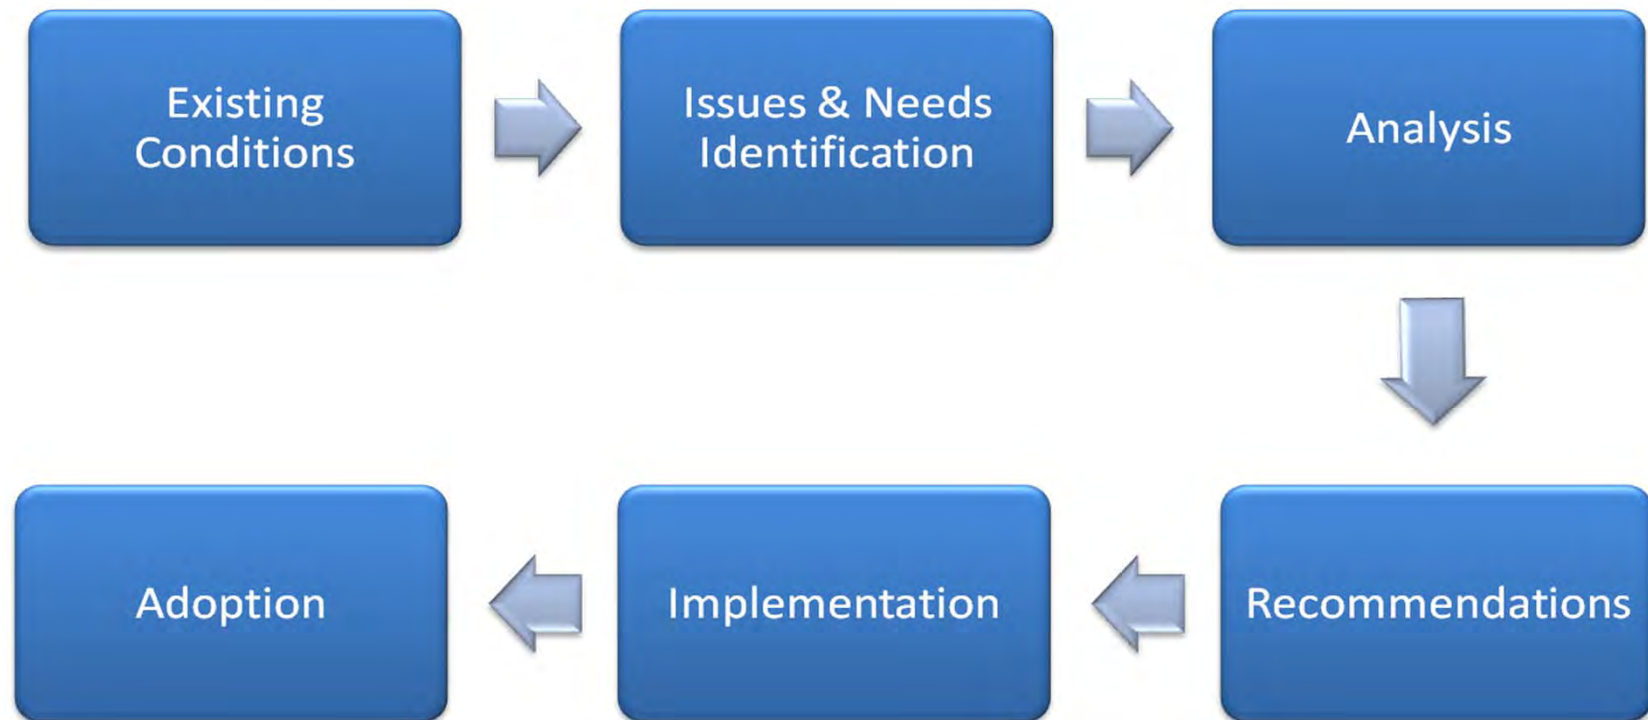 Existing
Conditions
Issues & Needs
Identification
Analysis
Recommendations
Implementation
Adoption